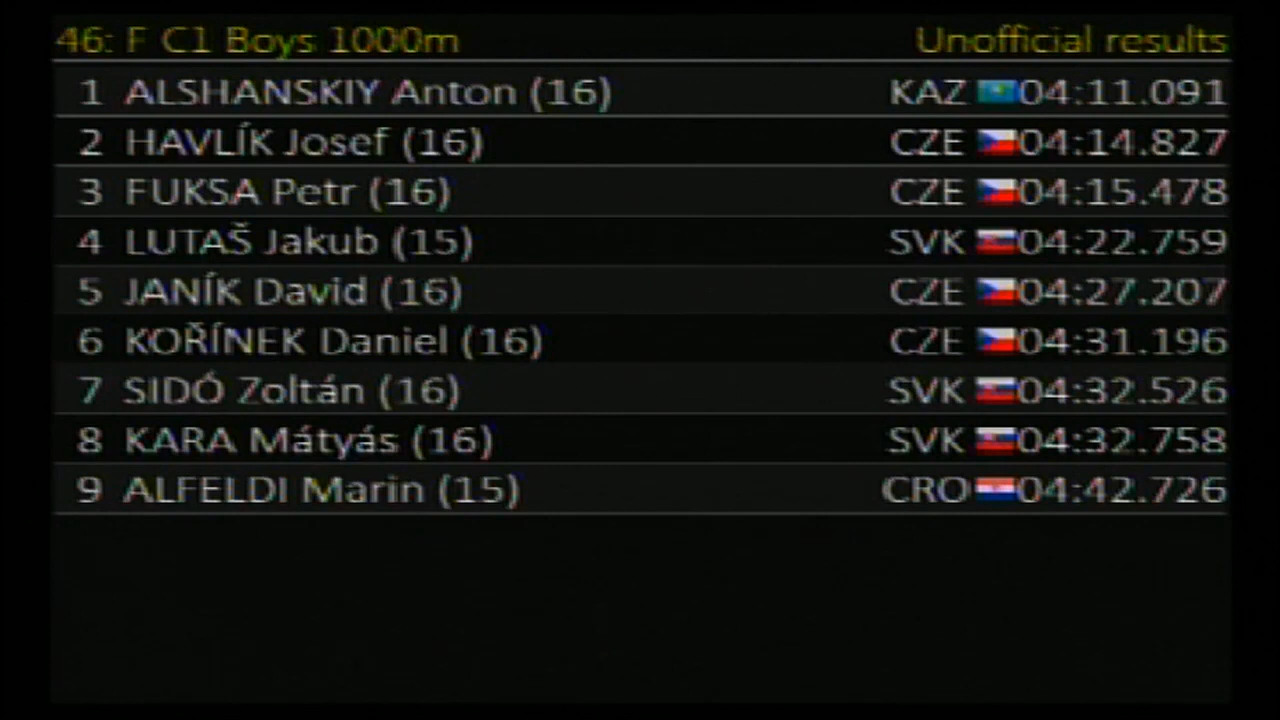 46: F C1 Boys 1000m Unofficial results
1 ALSHANSKIY Anton (16) KAZ 04:11.091
2 HAVLÍK Josef (16) CZE 04:14.827
3 FUKSA Petr (16) CZE 04:15.478
4 LUTAŠ Jakub (15) SVK 04:22.759
5 JANÍK David (16) CZE 04:27.207
6 KOŘÍNEK Daniel (16) CZE 04:31.196
7 SIDÓ Zoltán (16) SVK 04:32.526
8 KARA Mátyás (16) SVK 04:32.758
9 ALFELDI Marin (15) CRO 04:42.726